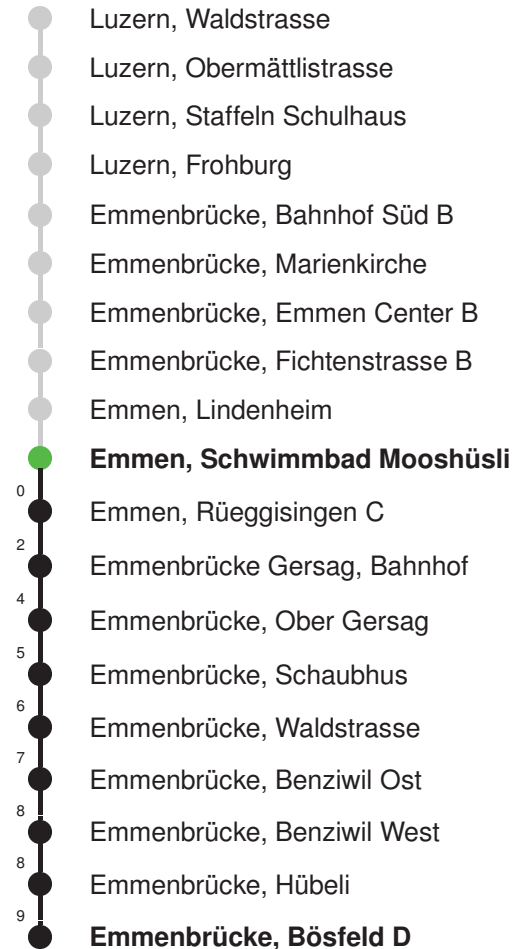 Luzern, Waldstrasse
Luzern, Obermättlistrasse
Luzern, Staffeln Schulhaus
Luzern, Frohburg
Emmenbrücke, Bahnhof Süd B
Emmenbrücke, Marienkirche
Emmenbrücke, Emmen Center B
Emmenbrücke, Fichtenstrasse B
Emmen, Lindenheim
Emmen, Schwimmbad Mooshüsli
0 Emmen, Rüeggisingen C
2 Emmenbrücke Gersag, Bahnhof
4 Emmenbrücke, Ober Gersag
5 Emmenbrücke, Schaubhus
6 Emmenbrücke, Waldstrasse
7 Emmenbrücke, Benziwil Ost
8 Emmenbrücke, Benziwil West
8 Emmenbrücke, Hübeli
9 Emmenbrücke, Bösfeld D